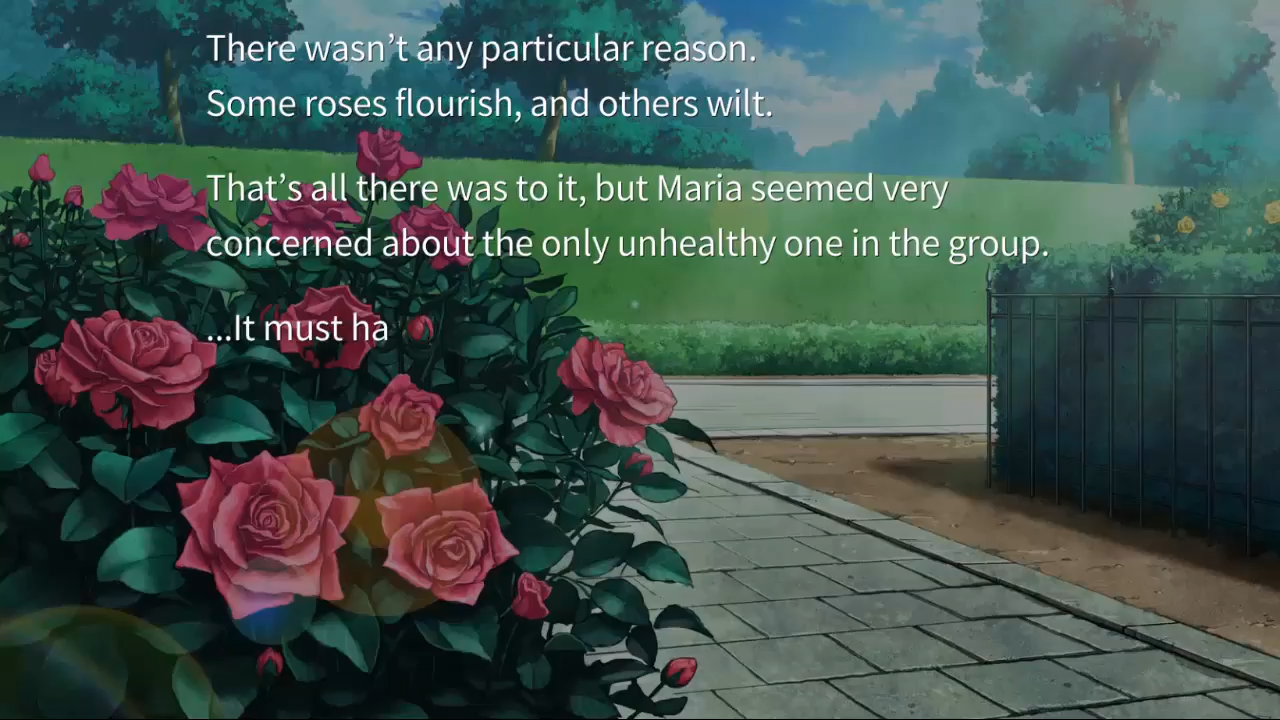 There wasn’t any particular reason.
Some roses flourish, and others wilt.
That’s all there was to it, but Maria seemed very
concerned about the only unhealthy one in the group.
...It must ha